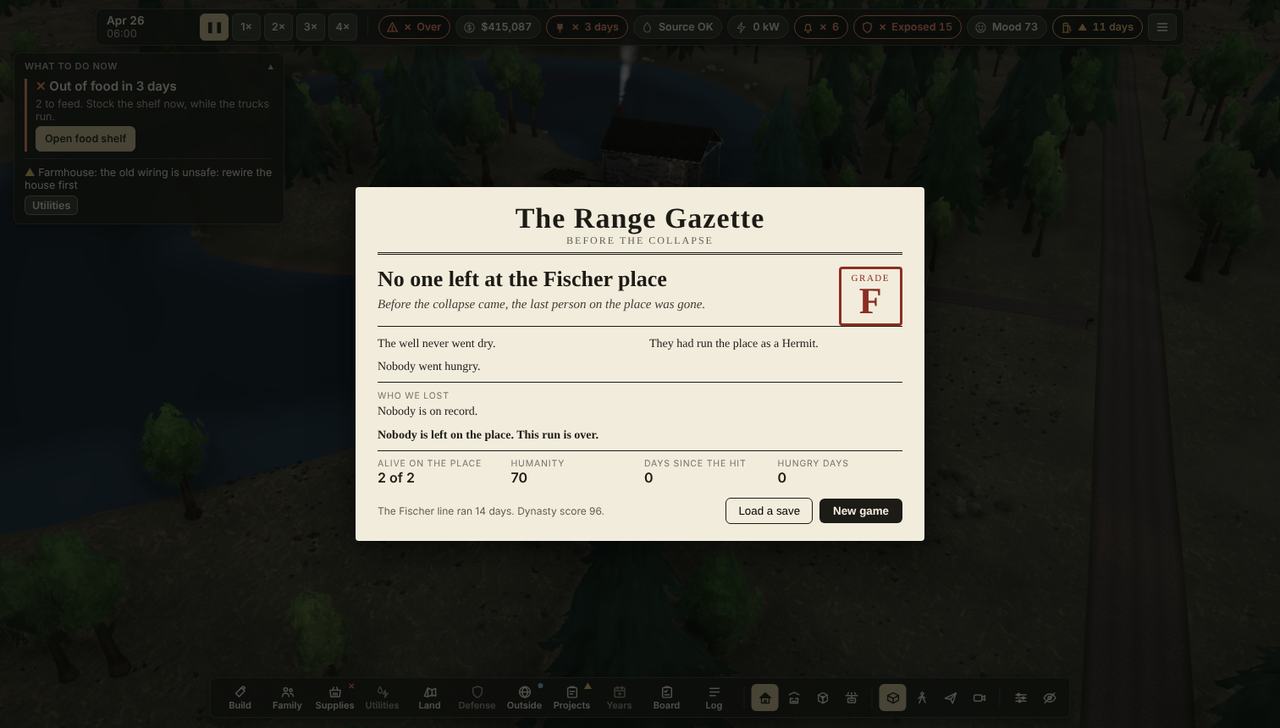 Apr 26
06:00
1×
2×
3×
4×
× Over
$415,087
× 3 days
Source OK
0 kW
× 6
× Exposed 15
Mood 73
▲ 11 days
WHAT TO DO NOW
× Out of food in 3 days
2 to feed. Stock the shelf now, while the trucks
run.
Open food shelf
▲ Farmhouse: the old wiring is unsafe: rewire the
house first
Utilities
The Range Gazette
BEFORE THE COLLAPSE
No one left at the Fischer place
Before the collapse came, the last person on the place was gone.
GRADE
F
The well never went dry.
They had run the place as a Hermit.
Nobody went hungry.
WHO WE LOST
Nobody is on record.
Nobody is left on the place. This run is over.
ALIVE ON THE PLACE
2 of 2
HUMANITY
70
DAYS SINCE THE HIT
0
HUNGRY DAYS
0
The Fischer line ran 14 days. Dynasty score 96.
Load a save
New game
Build
Family
Supplies
Utilities
Land
Defense
Outside
Projects
Years
Board
Log